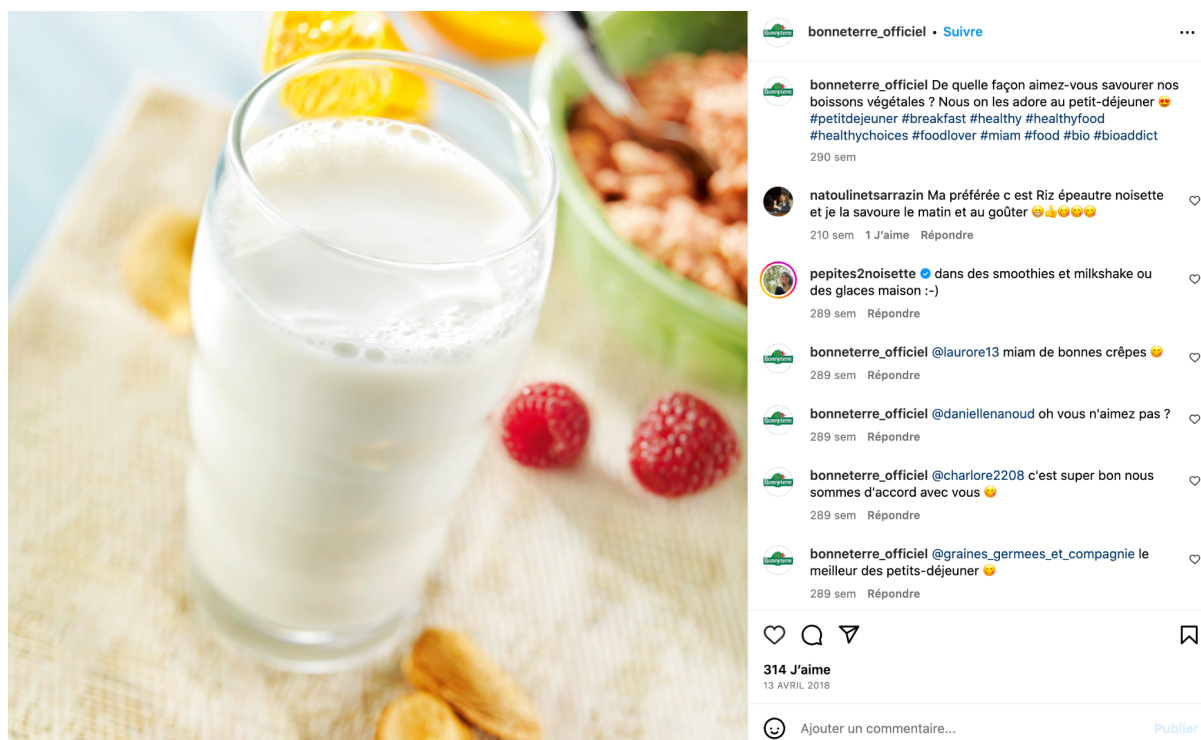 bonneterre_officiel • Suivre
bonneterre_officiel De quelle façon aimez-vous savourer nos
boissons végétales ? Nous on les adore au petit-déjeuner 😍
#petitdejeuner #breakfast #healthy #healthyfood
#healthychoices #foodlover #miam #food #bio #bioaddict
290 sem
natoulinetsarrazin Ma préférée c est Riz épeautre noisette
et je la savoure le matin et au goûter 😁👍😋😋😋
210 sem 1 J'aime Répondre
pepites2noisette dans des smoothies et milkshake ou
des glaces maison :-)
289 sem Répondre
bonneterre_officiel @laurore13 miam de bonnes crêpes 😋
289 sem Répondre
bonneterre_officiel @daniellenanoud oh vous n'aimez pas ?
289 sem Répondre
bonneterre_officiel @charlore2208 c'est super bon nous
sommes d'accord avec vous 😋
289 sem Répondre
bonneterre_officiel @graines_germees_et_compagnie le
meilleur des petits-déjeuner 😋
289 sem Répondre
314 J'aime
13 AVRIL 2018
Ajouter un commentaire...
Publier